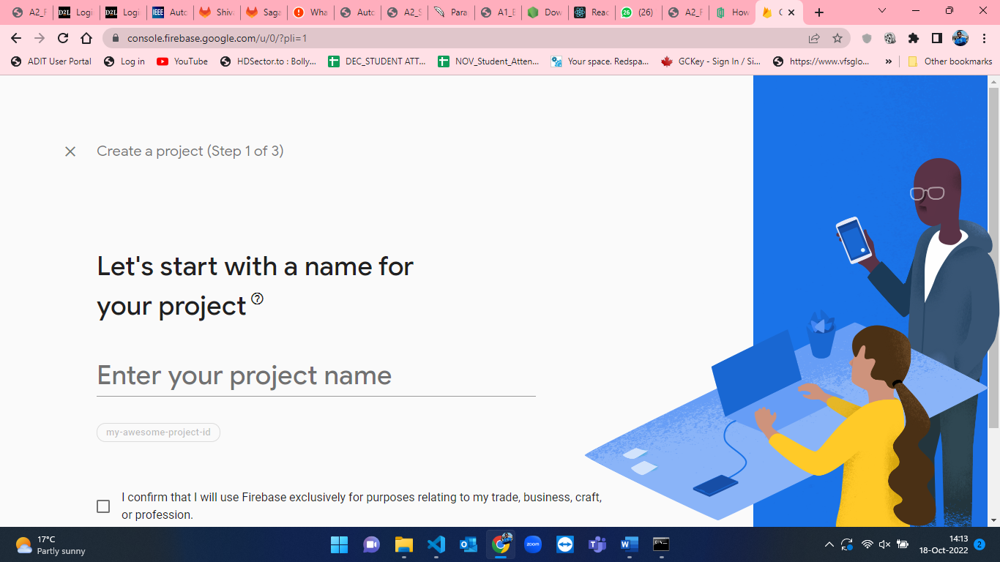 A2_F
Logi
Logi
Auto
Shiv
Saga
Wha
Auto
A2_S
Para
A1_E
Dow
Reac
(26)
A2_F
How
console.firebase.google.com/u/0/?pli=1
ADIT User Portal
Log in
YouTube
HDSector.to : Bolly...
DEC_STUDENT ATT...
NOV_Student_Atten...
Your space. Redspa...
GCKey - Sign In / Si...
https://www.vfsglo...
»
Other bookmarks
Create a project (Step 1 of 3)
Let's start with a name for
your project
Enter your project name
my-awesome-project-id
I confirm that I will use Firebase exclusively for purposes relating to my trade, business, craft,
or profession.
17°C
Partly sunny
14:13
18-Oct-2022
2